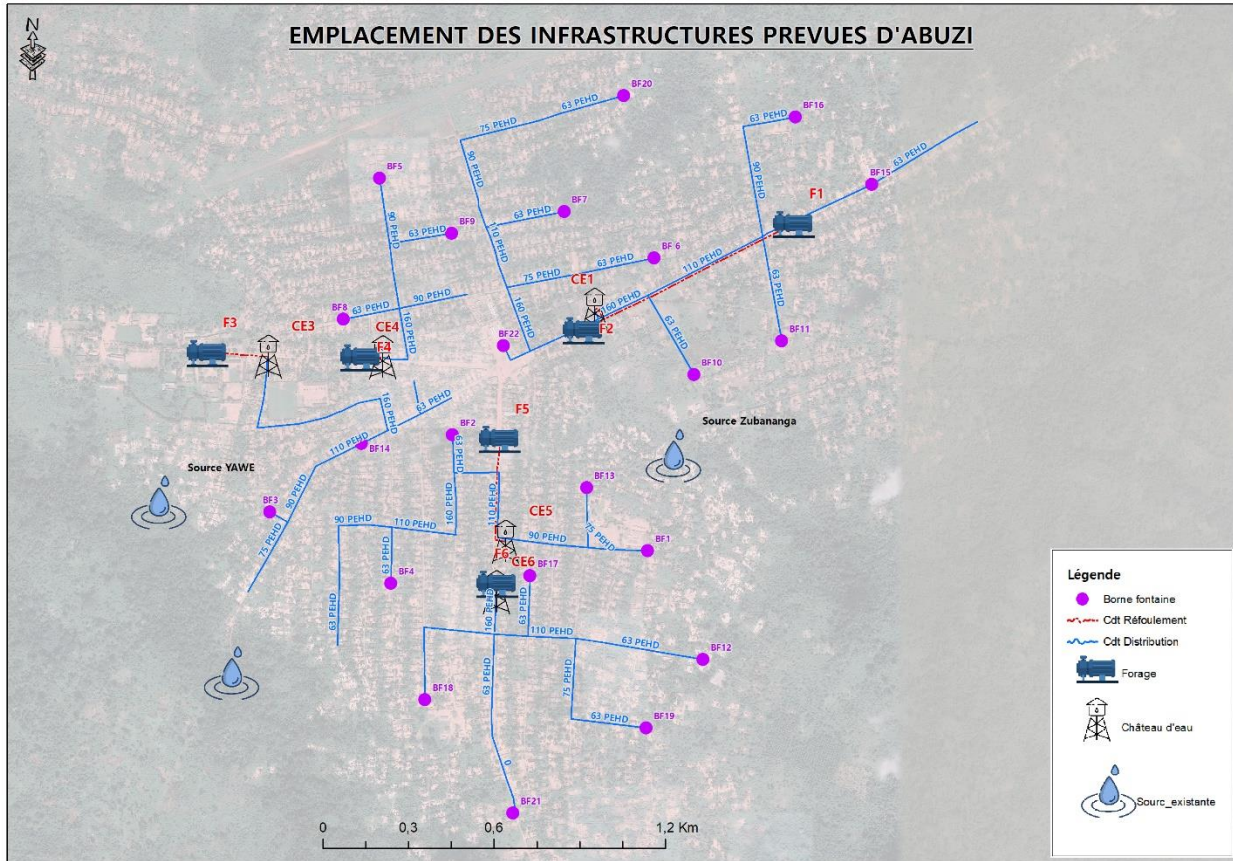 N
EMPLACEMENT DES INFRASTRUCTURES PREVUES D'ABUZI
BF20
63 PEHD
75 PEHD
90 PEHD
BF16
63 PEHD
90 PEHD
BF15
63 PEHD
F1
BF5
90 PEHD
BF9
63 PEHD
BF7
63 PEHD
110 PEHD
BF 6
63 PEHD
75 PEHD
CE1
110 PEHD
160 PEHD
F2
63 PEHD
BF11
BF8
63 PEHD
90 PEHD
160 PEHD
160 PEHD
BF22
63 PEHD
BF10
F3
CE3
CE4
F4
160 PEHD
63 PEHD
110 PEHD
BF14
F5
BF2
63 PEHD
Source Zubananga
Source YAWE
90 PEHD
BF3
75 PEHD
160 PEHD
110 PEHD
BF13
75 PEHD
CE5
90 PEHD
BF1
90 PEHD
110 PEHD
63 PEHD
BF4
63 PEHD
F6
CE6
BF17
160 PEHD
63 PEHD
110 PEHD
63 PEHD
BF12
BF18
63 PEHD
75 PEHD
63 PEHD
BF19
0
BF21
0
0,3
0,6
1,2 Km
Légende
Borne fontaine
Cdt Réfoulement
Cdt Distribution
Forage
Château d'eau
Sourc_existante